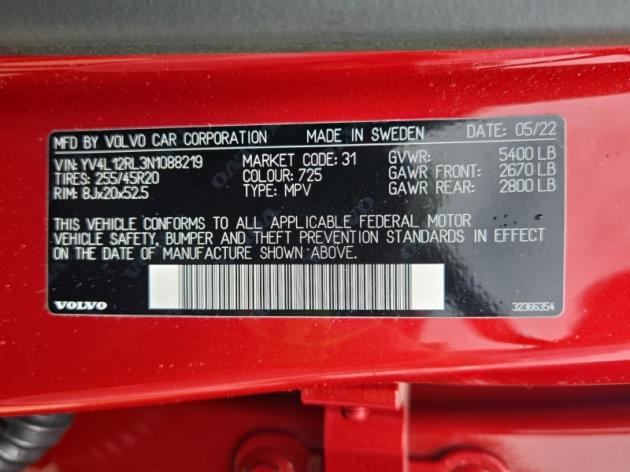 MFD BY VOLVO CAR CORPORATION MADE IN SWEDEN DATE: 05/22
VIN: YV4L12RL3N1088219 MARKET CODE: 31 GVWR: 5400 LB
TIRES: 255/45R20 COLOUR: 725 GAWR FRONT: 2670 LB
RIM: 8Jx20x52.5 TYPE: MPV GAWR REAR: 2800 LB
THIS VEHICLE CONFORMS TO ALL APPLICABLE FEDERAL MOTOR
VEHICLE SAFETY, BUMPER AND THEFT PREVENTION STANDARDS IN EFFECT
ON THE DATE OF MANUFACTURE SHOWN ABOVE.
VOLVO 32366354